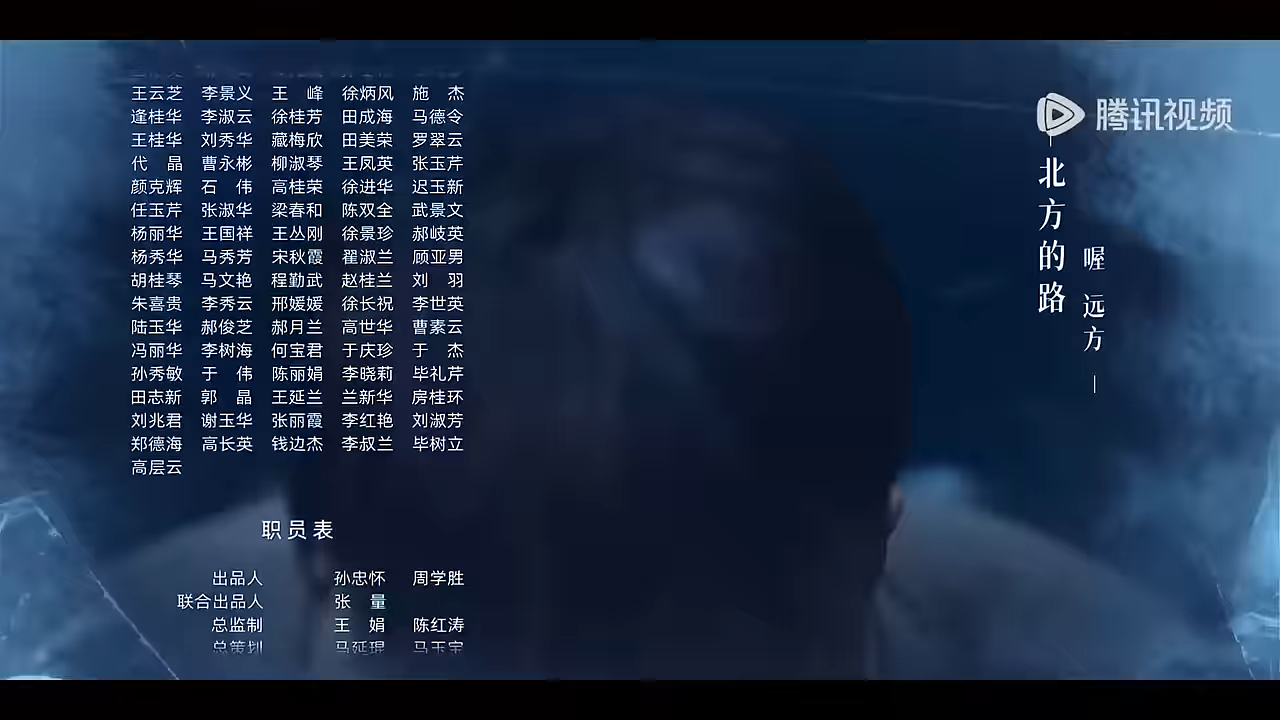 王云芝 李景义 王 峰 徐炳风 施 杰
逄桂华 李淑云 徐桂芳 田成海 马德令
王桂华 刘秀华 藏梅欣 田美荣 罗翠云
代 晶 曹永彬 柳淑琴 王凤英 张玉芹
颜克辉 石 伟 高桂荣 徐进华 迟玉新
任玉芹 张淑华 梁春和 陈双全 武景文
杨丽华 王国祥 王丛刚 徐景珍 郝岐英
杨秀华 马秀芳 宋秋霞 翟淑兰 顾亚男
胡桂琴 马文艳 程勤武 赵桂兰 刘 羽
朱喜贵 李秀云 邢媛媛 徐长祝 李世英
陆玉华 郝俊芝 郝月兰 高世华 曹素云
冯丽华 李树海 何宝君 于庆珍 于 杰
孙秀敏 于 伟 陈丽娟 李晓莉 毕礼芹
田志新 郭 晶 王延兰 兰新华 房桂环
刘兆君 谢玉华 张丽霞 李红艳 刘淑芳
郑德海 高长英 钱边杰 李叔兰 毕树立
高层云
职员表
出品人 孙忠怀 周学胜
联合出品人 张 量
总监制 王 娟 陈红涛
总策划 马延琨 马玉宝
腾讯视频
北方的路
喔 远方